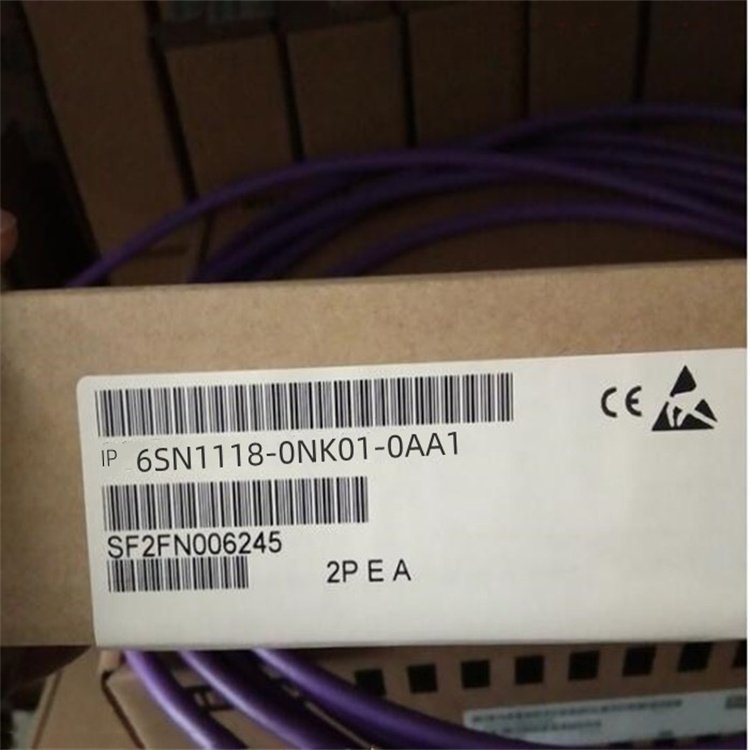 CE
IP 6SN1118-0NK01-0AA1
SF2FN006245
2P E A